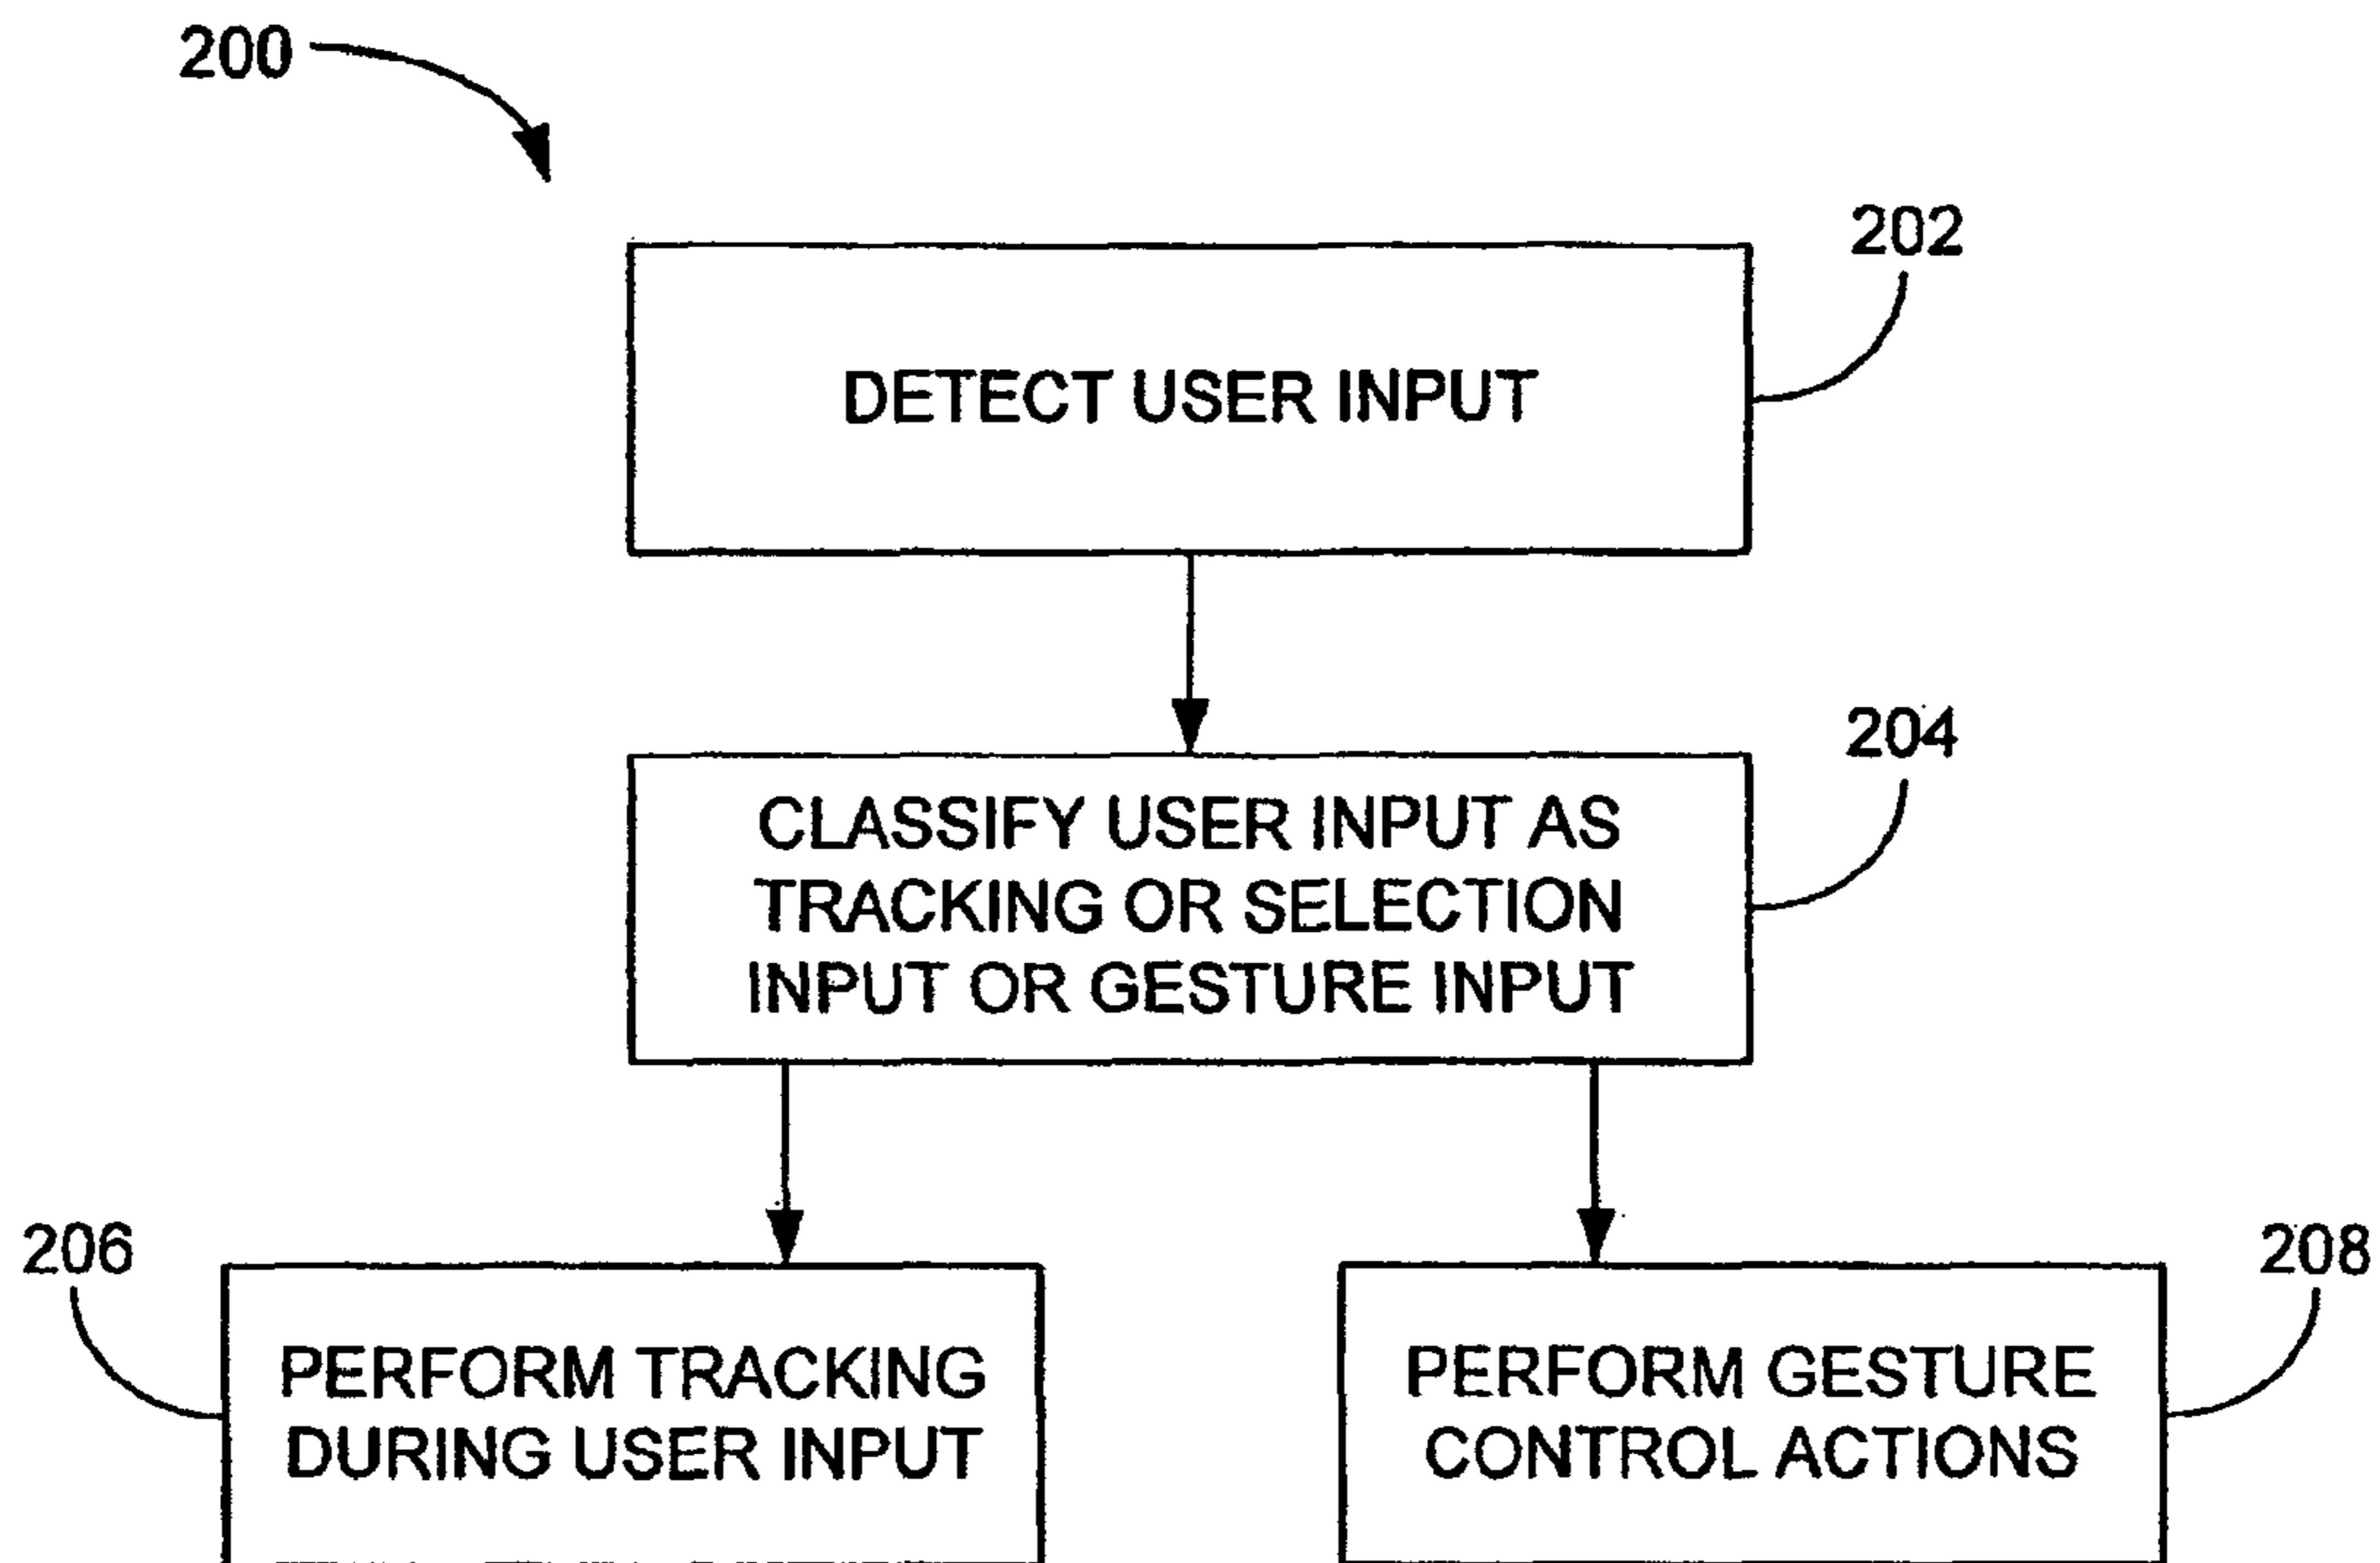 200
202
DETECT USER INPUT
204
CLASSIFY USER INPUT AS
TRACKING OR SELECTION
INPUT OR GESTURE INPUT
206
PERFORM TRACKING
DURING USER INPUT
208
PERFORM GESTURE
CONTROL ACTIONS